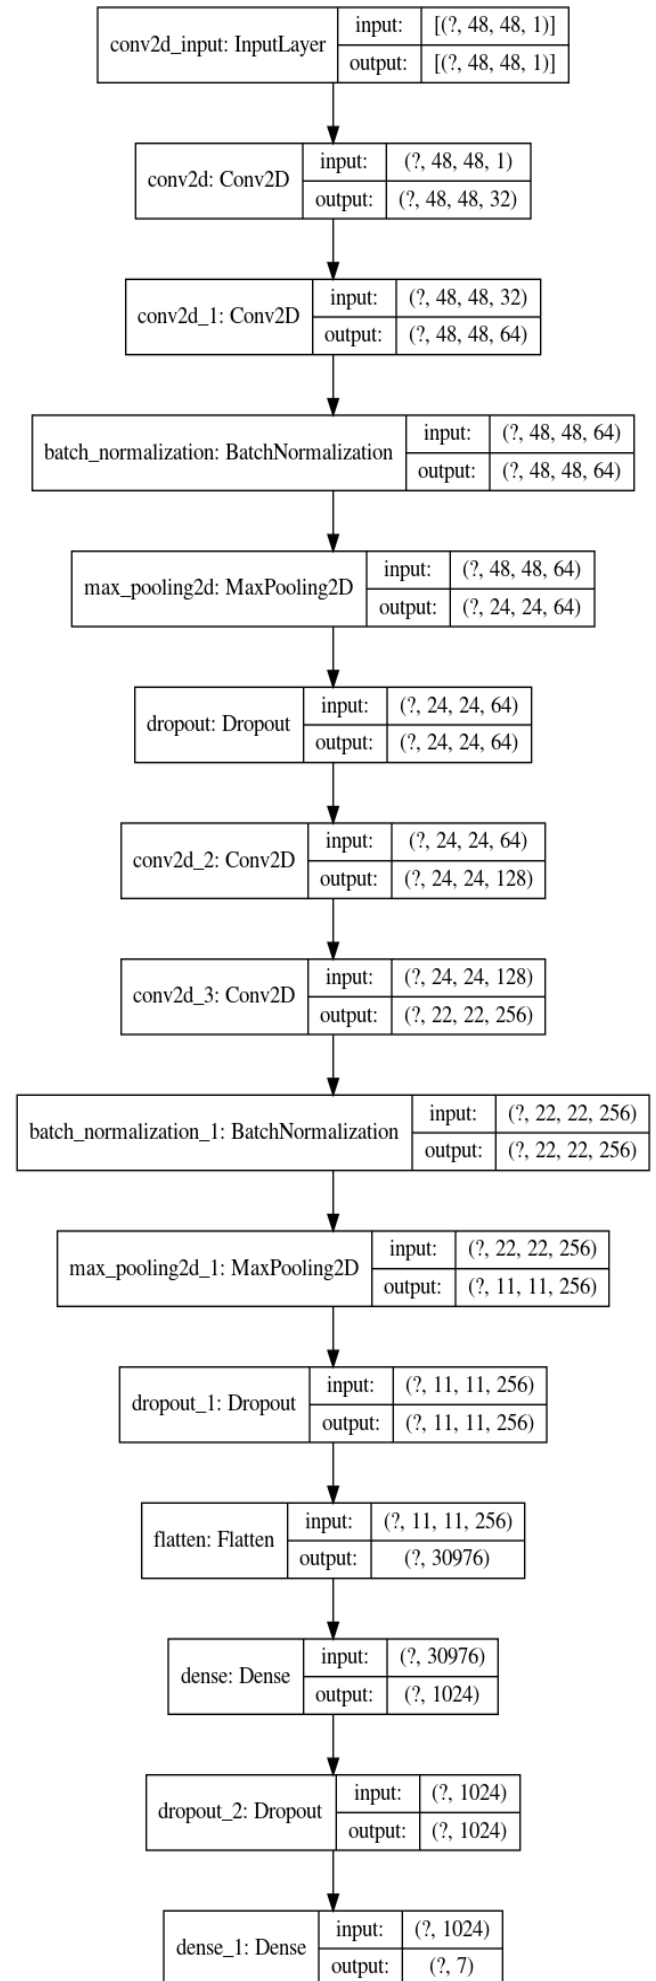 conv2d_input: InputLayer
input: [(?, 48, 48, 1)]
output: [(?, 48, 48, 1)]
conv2d: Conv2D
input: (?, 48, 48, 1)
output: (?, 48, 48, 32)
conv2d_1: Conv2D
input: (?, 48, 48, 32)
output: (?, 48, 48, 64)
batch_normalization: BatchNormalization
input: (?, 48, 48, 64)
output: (?, 48, 48, 64)
max_pooling2d: MaxPooling2D
input: (?, 48, 48, 64)
output: (?, 24, 24, 64)
dropout: Dropout
input: (?, 24, 24, 64)
output: (?, 24, 24, 64)
conv2d_2: Conv2D
input: (?, 24, 24, 64)
output: (?, 24, 24, 128)
conv2d_3: Conv2D
input: (?, 24, 24, 128)
output: (?, 22, 22, 256)
batch_normalization_1: BatchNormalization
input: (?, 22, 22, 256)
output: (?, 22, 22, 256)
max_pooling2d_1: MaxPooling2D
input: (?, 22, 22, 256)
output: (?, 11, 11, 256)
dropout_1: Dropout
input: (?, 11, 11, 256)
output: (?, 11, 11, 256)
flatten: Flatten
input: (?, 11, 11, 256)
output: (?, 30976)
dense: Dense
input: (?, 30976)
output: (?, 1024)
dropout_2: Dropout
input: (?, 1024)
output: (?, 1024)
dense_1: Dense
input: (?, 1024)
output: (?, 7)